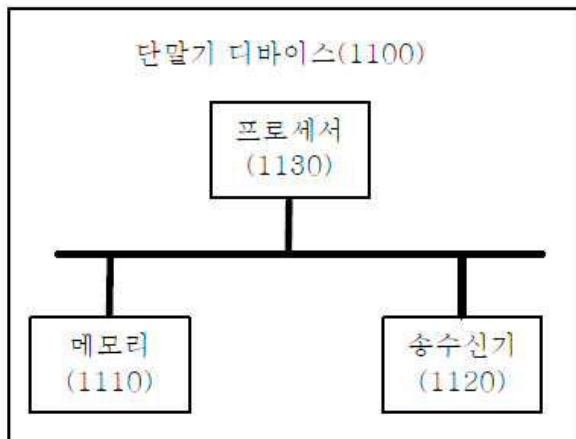 단말기 디바이스(1100)
프로세서
(1130)
메모리
(1110)
송수신기
(1120)